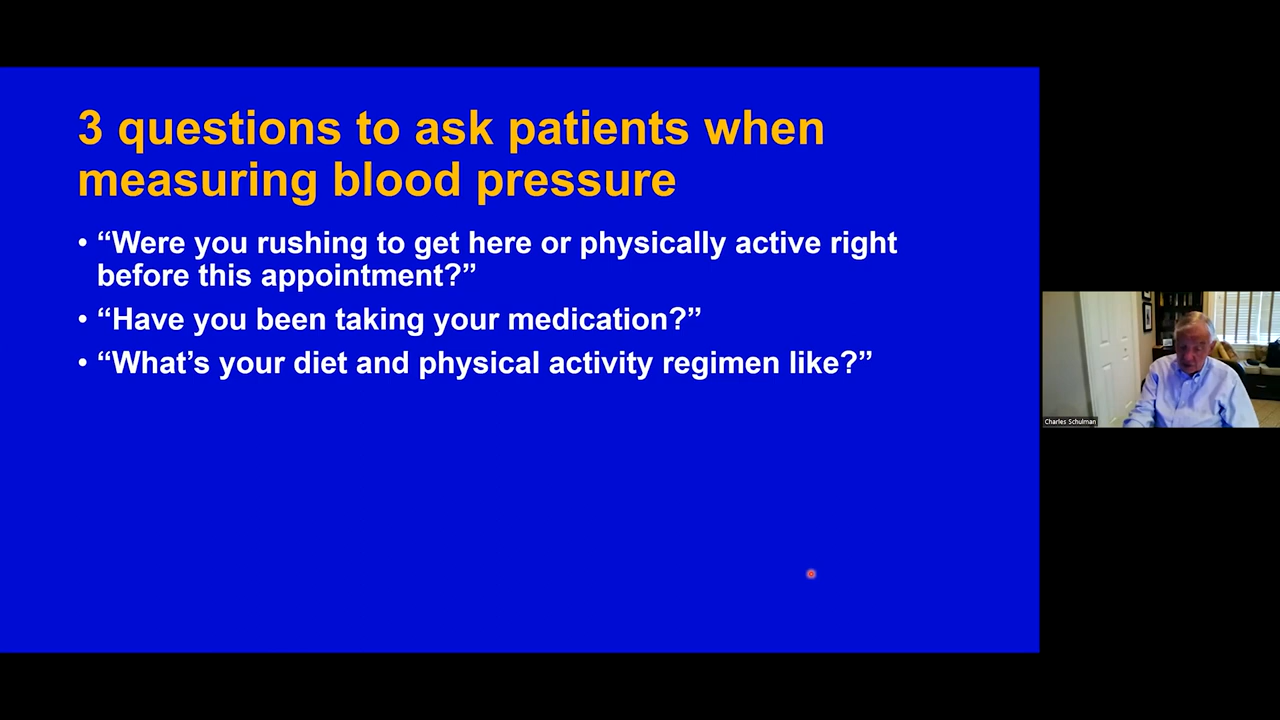 3 questions to ask patients when
measuring blood pressure
• “Were you rushing to get here or physically active right
before this appointment?”
• “Have you been taking your medication?”
• “What’s your diet and physical activity regimen like?”
Charles Schulman